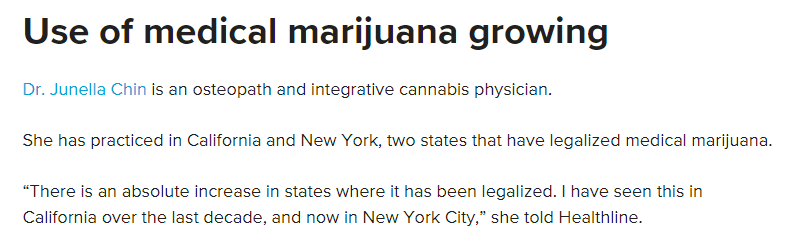 Use of medical marijuana growing
Dr. Junella Chin is an osteopath and integrative cannabis physician.
She has practiced in California and New York, two states that have legalized medical marijuana.
“There is an absolute increase in states where it has been legalized. I have seen this in
California over the last decade, and now in New York City,” she told Healthline.